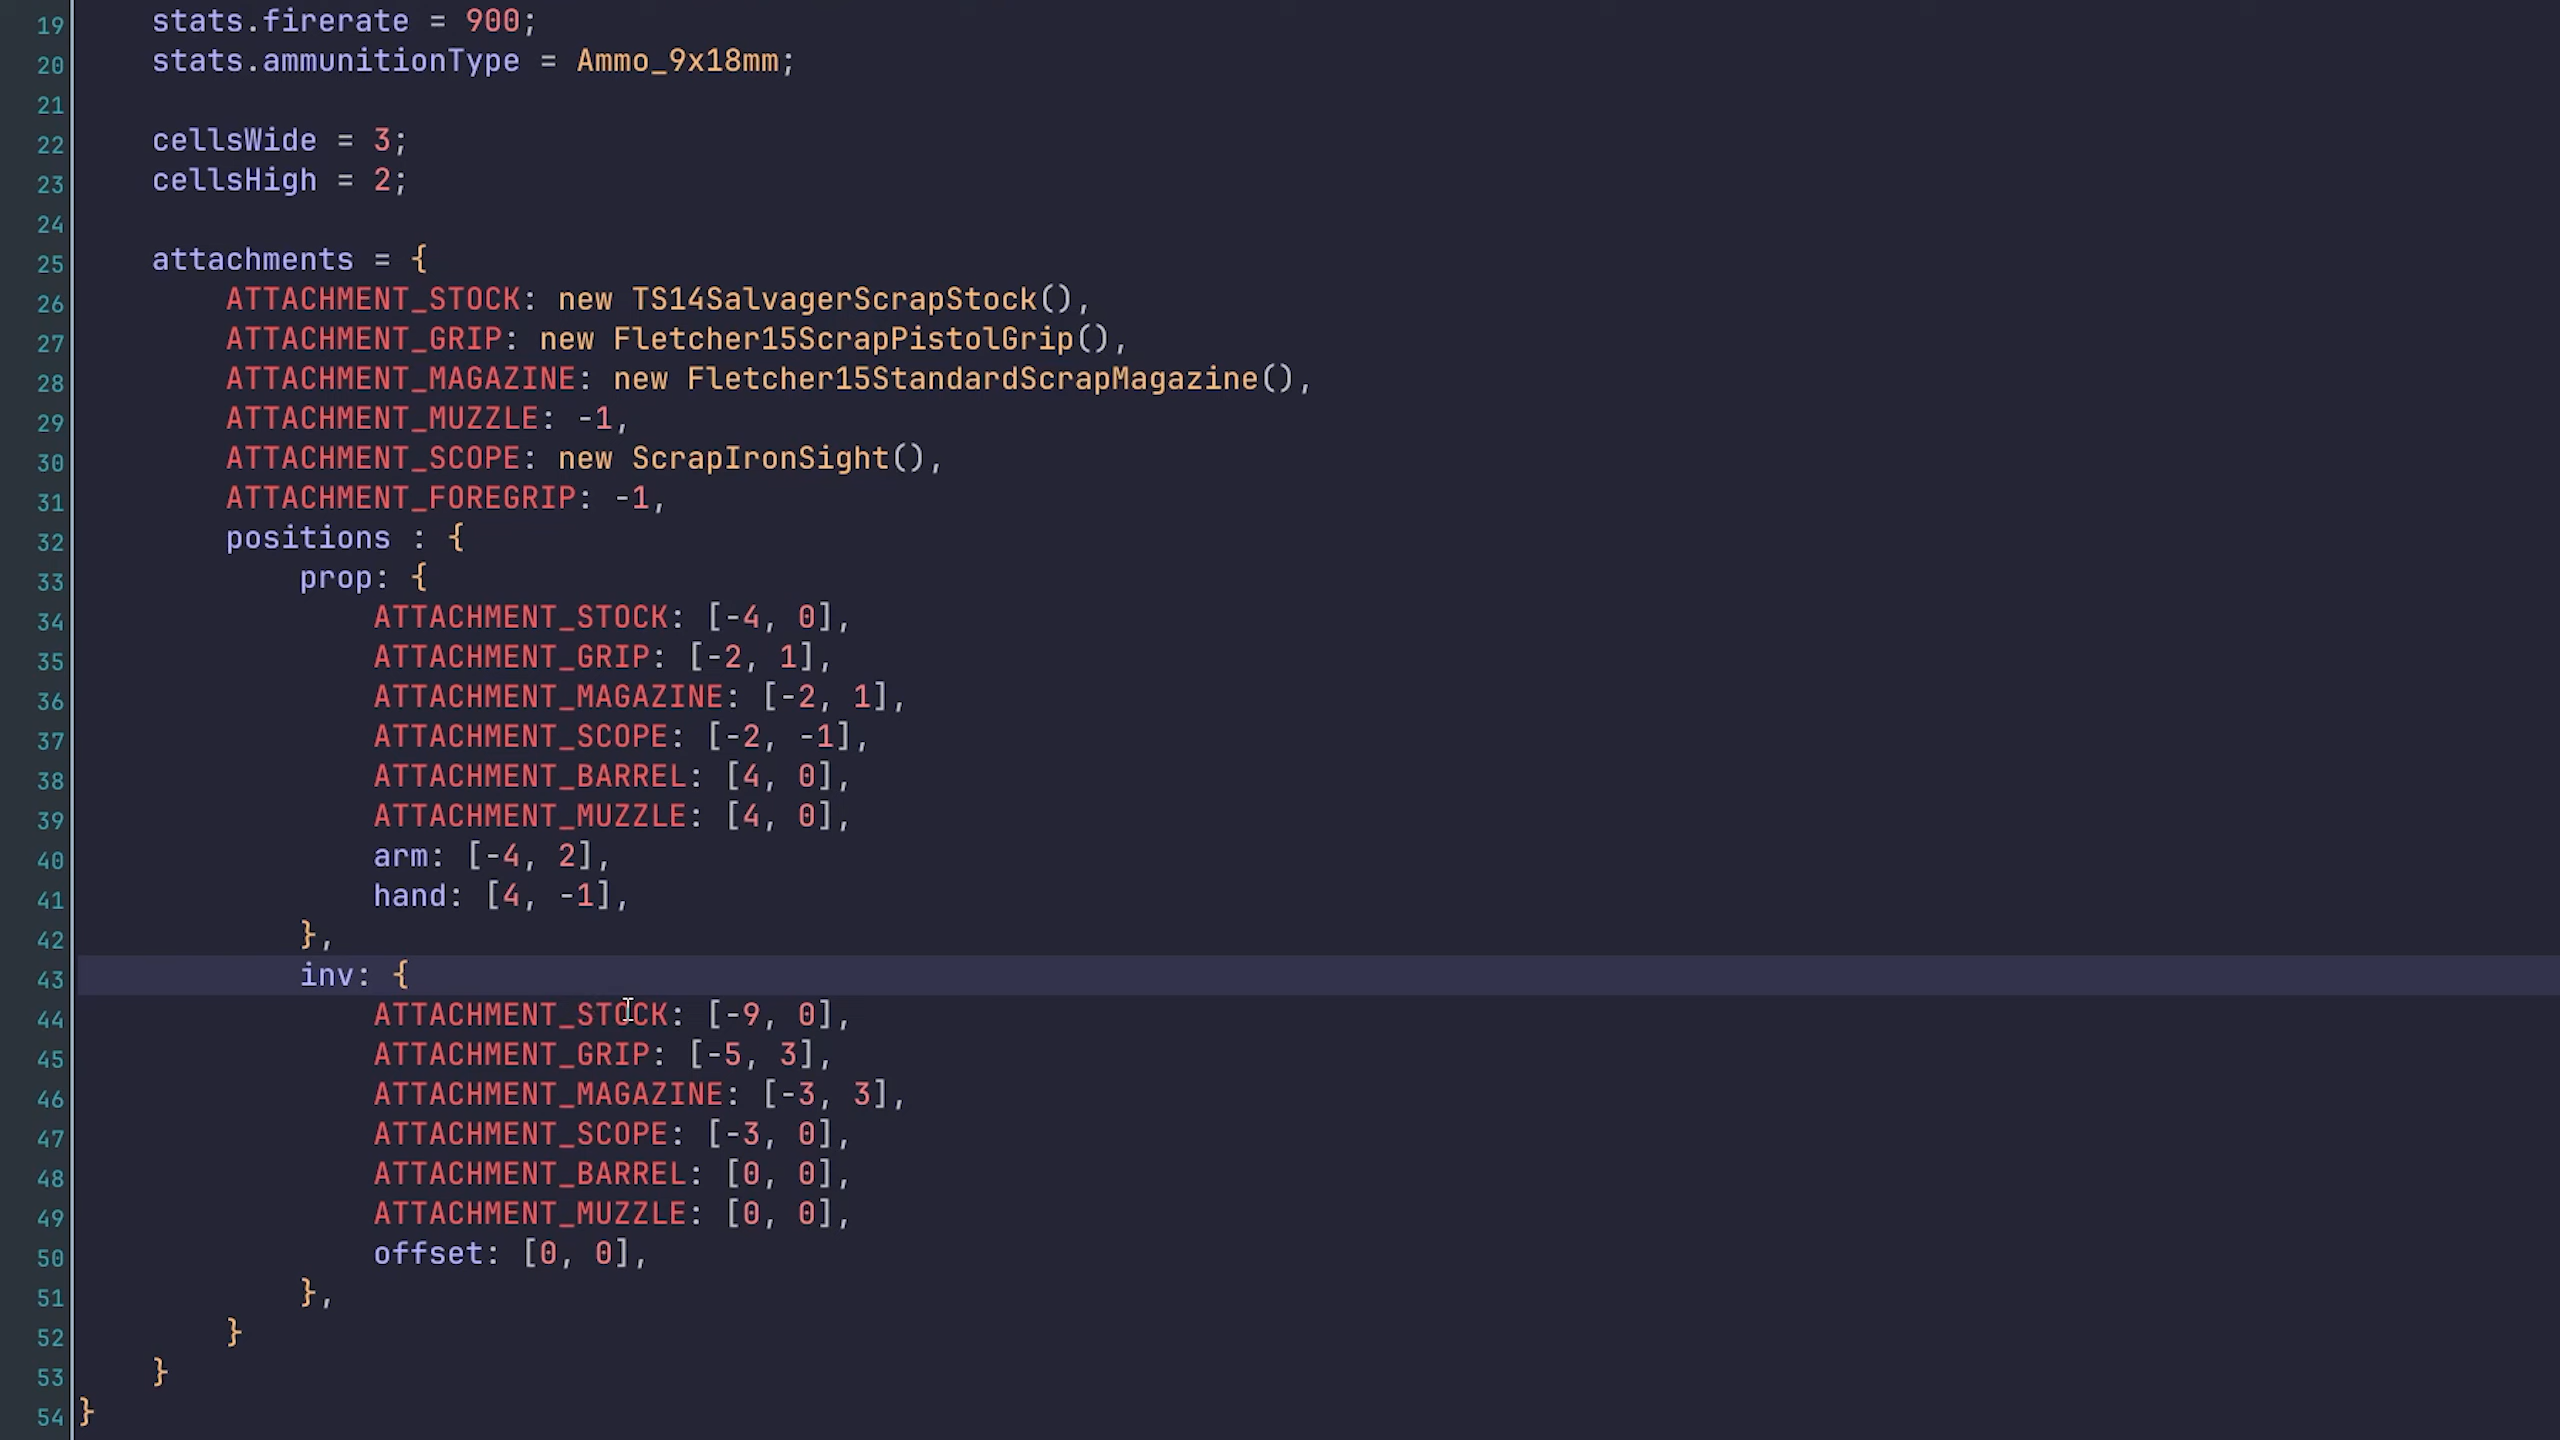 19 stats.firerate = 900;
20 stats.ammunitionType = Ammo_9x18mm;
21
22 cellsWide = 3;
23 cellsHigh = 2;
24
25 attachments = {
26 ATTACHMENT_STOCK: new TS14SalvagerScrapStock(),
27 ATTACHMENT_GRIP: new Fletcher15ScrapPistolGrip(),
28 ATTACHMENT_MAGAZINE: new Fletcher15StandardScrapMagazine(),
29 ATTACHMENT_MUZZLE: -1,
30 ATTACHMENT_SCOPE: new ScrapIronSight(),
31 ATTACHMENT_FOREGRIP: -1,
32 positions : {
33 prop: {
34 ATTACHMENT_STOCK: [-4, 0],
35 ATTACHMENT_GRIP: [-2, 1],
36 ATTACHMENT_MAGAZINE: [-2, 1],
37 ATTACHMENT_SCOPE: [-2, -1],
38 ATTACHMENT_BARREL: [4, 0],
39 ATTACHMENT_MUZZLE: [4, 0],
40 arm: [-4, 2],
41 hand: [4, -1],
42 },
43 inv: {
44 ATTACHMENT_STOCK: [-9, 0],
45 ATTACHMENT_GRIP: [-5, 3],
46 ATTACHMENT_MAGAZINE: [-3, 3],
47 ATTACHMENT_SCOPE: [-3, 0],
48 ATTACHMENT_BARREL: [0, 0],
49 ATTACHMENT_MUZZLE: [0, 0],
50 offset: [0, 0],
51 },
52 }
53 }
54 }